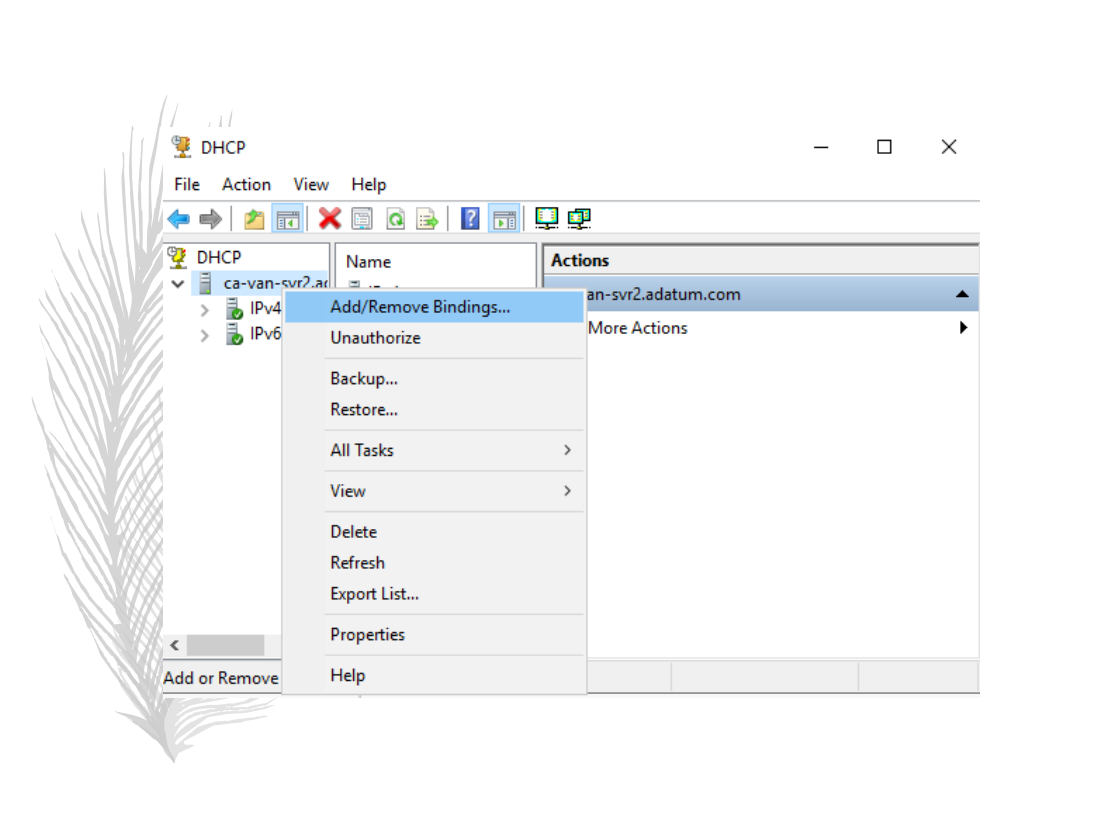 DHCP
File Action View Help
DHCP
Name
Actions
ca-van-svr2.ad
an-svr2.adatum.com
IPv4
Add/Remove Bindings...
More Actions
IPv6
Unauthorize
Backup...
Restore...
All Tasks
View
Delete
Refresh
Export List...
Properties
Help
Add or Remove